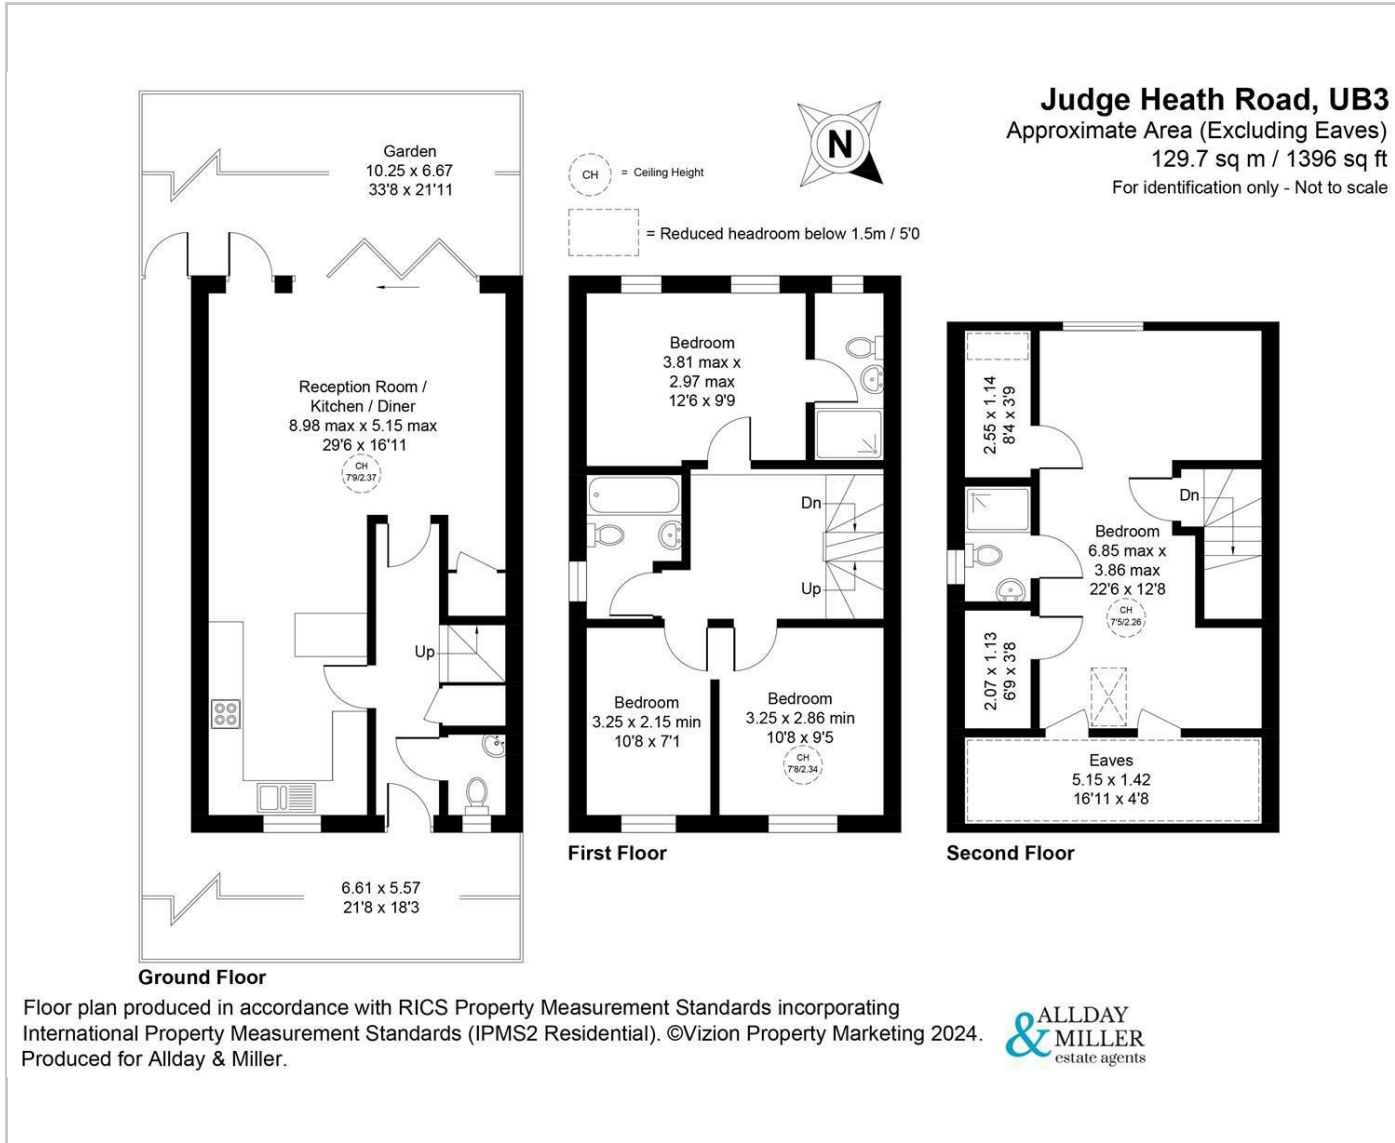 Judge Heath Road, UB3
Approximate Area (Excluding Eaves)
129.7 sq m / 1396 sq ft
For identification only - Not to scale
N
CH
= Ceiling Height
= Reduced headroom below 1.5m / 5'0
Garden
10.25 x 6.67
33'8 x 21'11
Reception Room /
Kitchen / Diner
8.98 max x 5.15 max
29'6 x 16'11
CH
7'9/2.37
Up
6.61 x 5.57
21'8 x 18'3
Ground Floor
Bedroom
3.81 max x
2.97 max
12'6 x 9'9
Dn
Up
Bedroom
3.25 x 2.15 min
10'8 x 7'1
Bedroom
3.25 x 2.86 min
10'8 x 9'5
CH
7'8/2.34
First Floor
2.55 x 1.14
8'4 x 3'9
Dn
Bedroom
6.85 max x
3.86 max
22'6 x 12'8
CH
7'5/2.26
2.07 x 1.13
6'9 x 3'8
Eaves
5.15 x 1.42
16'11 x 4'8
Second Floor
Floor plan produced in accordance with RICS Property Measurement Standards incorporating
International Property Measurement Standards (IPMS2 Residential). ©Vizion Property Marketing 2024.
Produced for Allday & Miller.
ALLDAY
& MILLER
estate agents